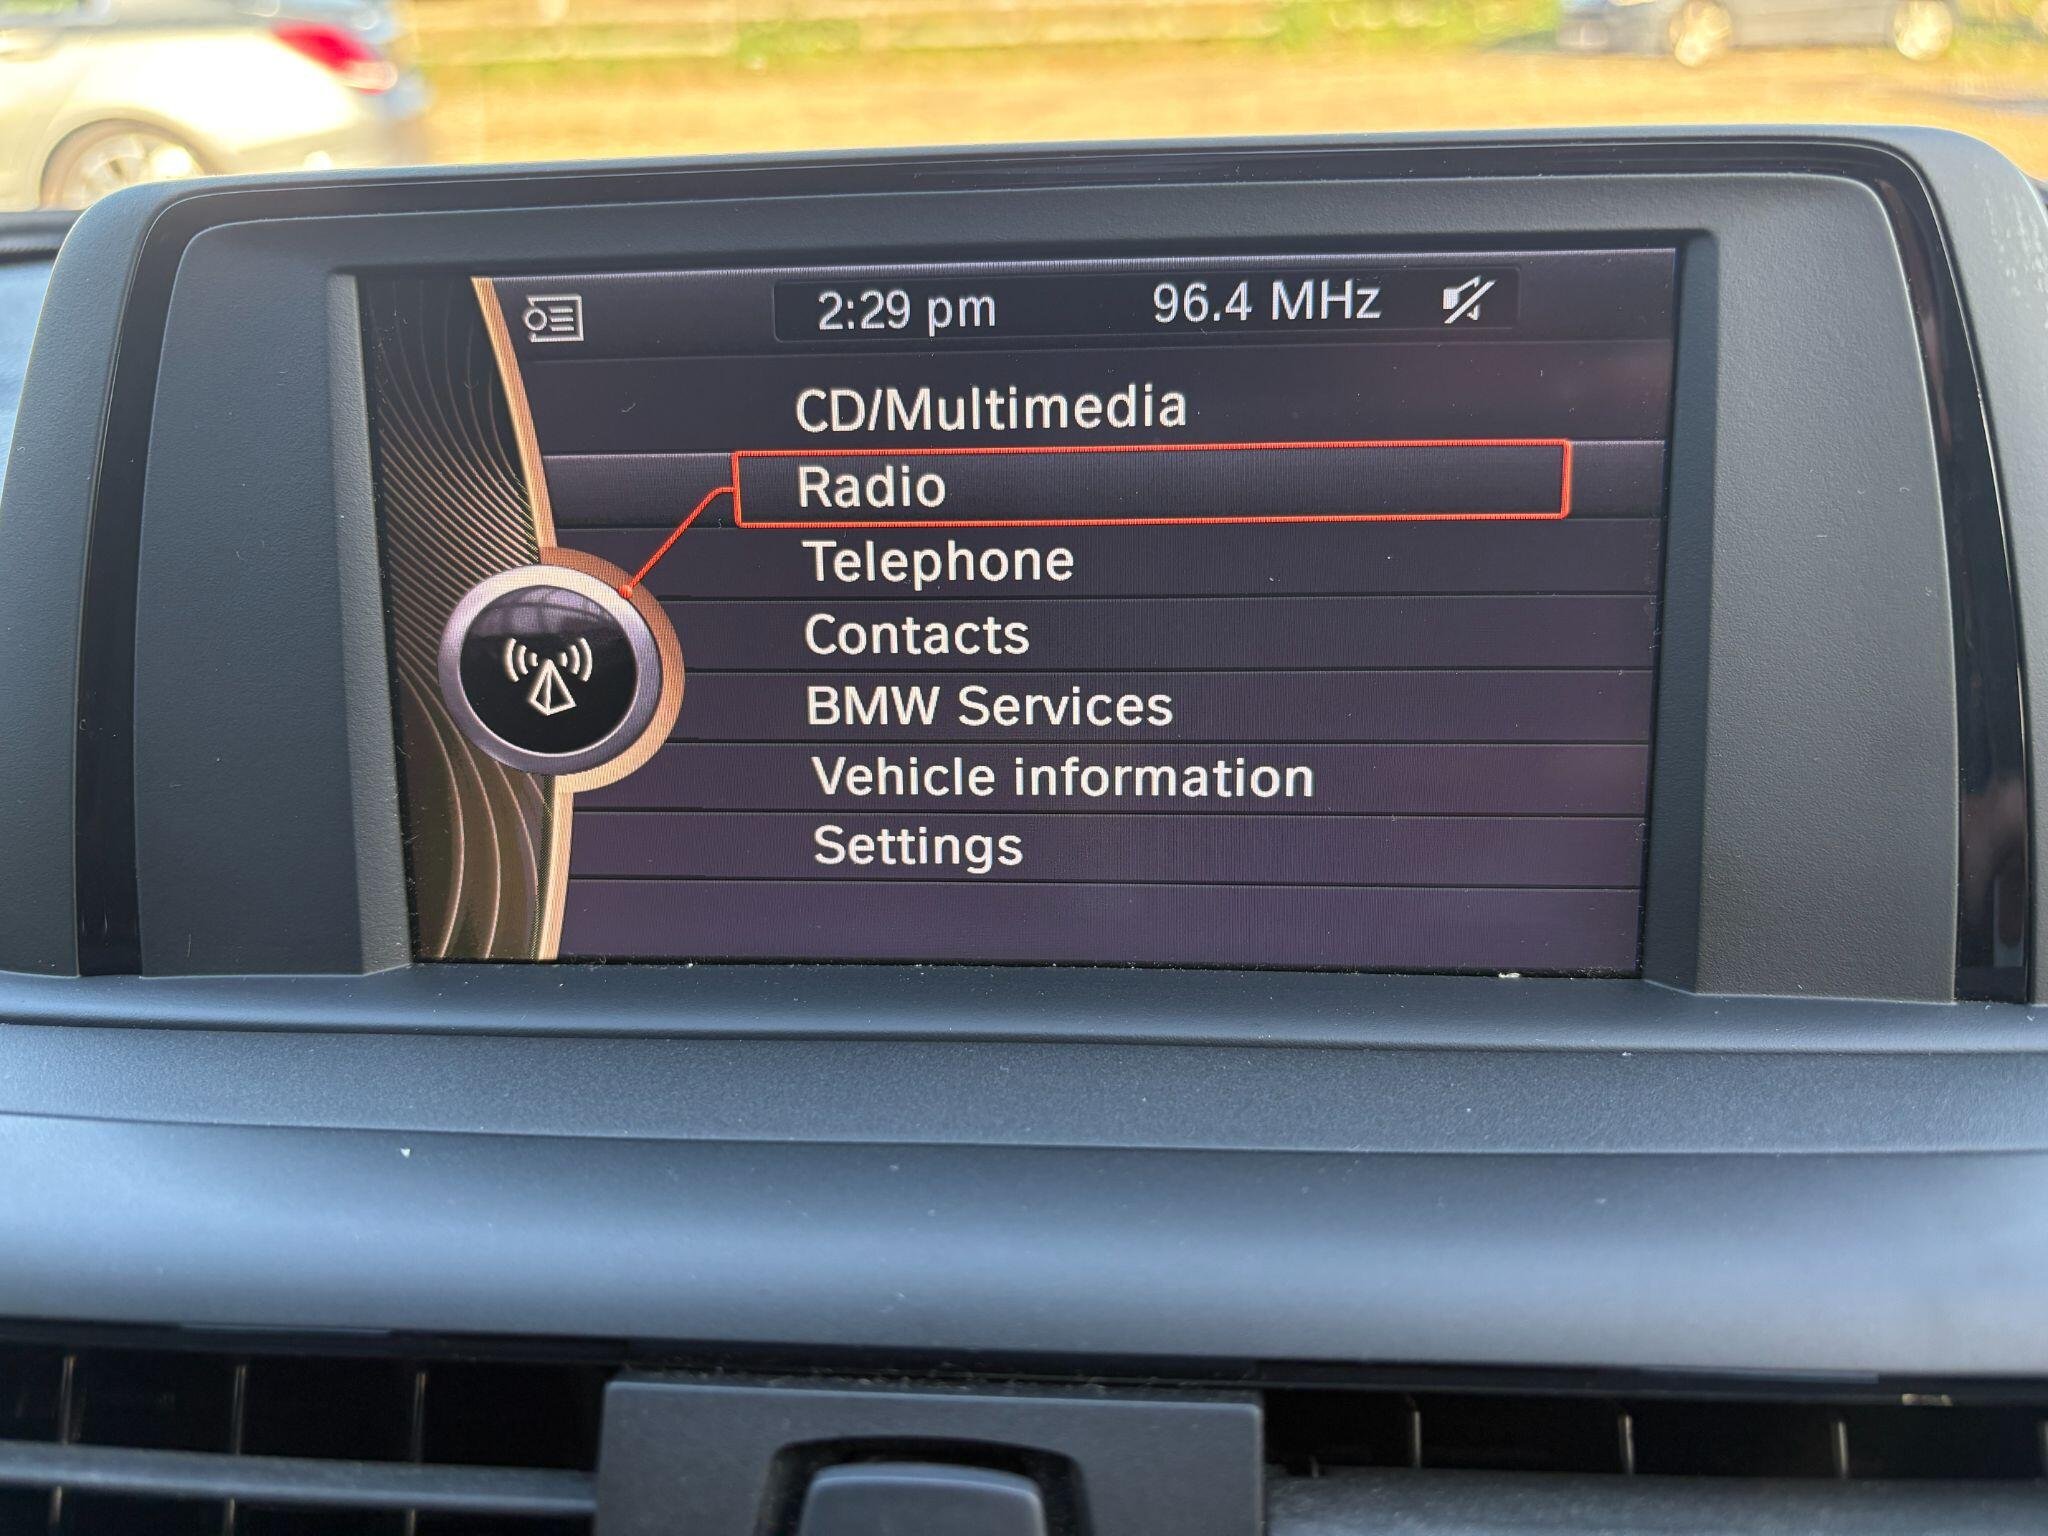 2:29 pm 96.4 MHz
CD/Multimedia
Radio
Telephone
Contacts
BMW Services
Vehicle information
Settings